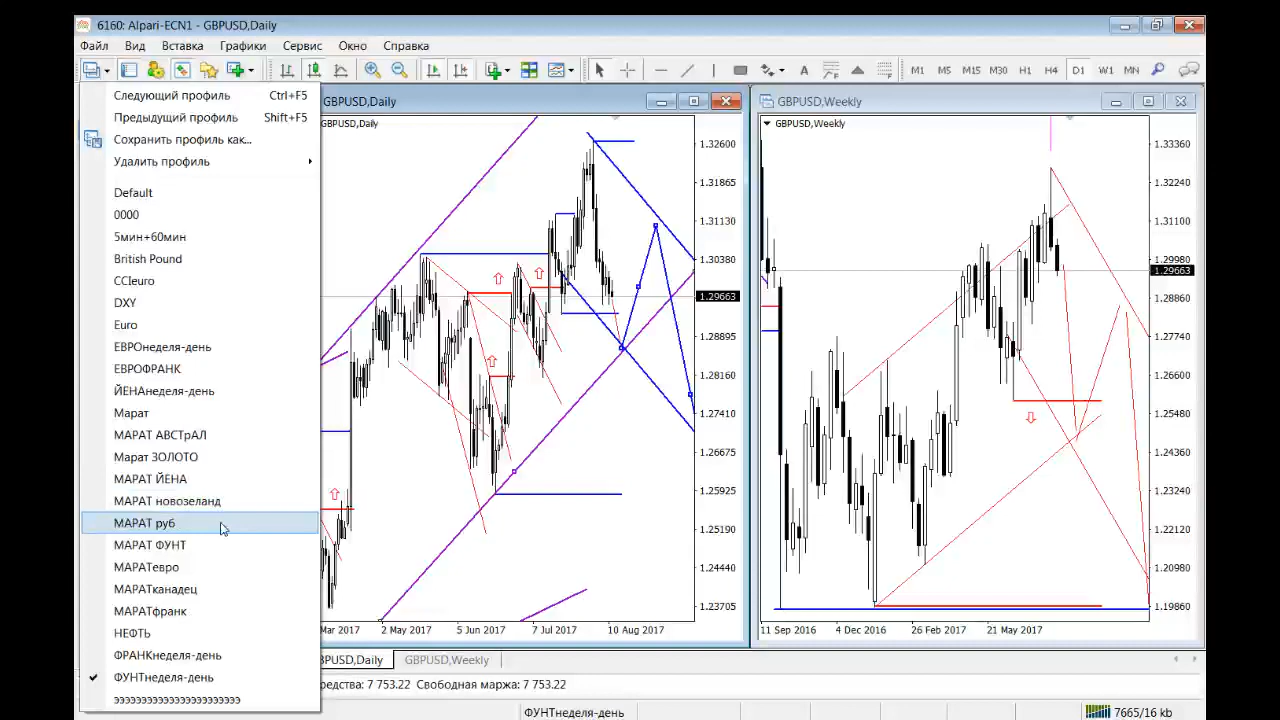 6160: Alpari-ECN1 - GBPUSD,Daily
Файл Вид Вставка Графики Сервис Окно Справка
A M1 M5 M15 M30 H1 H4 D1 W1 MN
Следующий профиль Ctrl+F5
Предыдущий профиль Shift+F5
Сохранить профиль как...
Удалить профиль
Default
0000
5мин+60мин
British Pound
CCIeuro
DXY
Euro
ЕВРОнеделя-день
ЕВРОФРАНК
ЙЕНАнеделя-день
Марат
МАРАТ АВСТрАЛ
Марат ЗОЛОТО
МАРАТ ЙЕНА
МАРАТ новозеланд
МАРАТ руб
МАРАТ ФУНТ
МАРАТевро
МАРАТканадец
МАРАТфранк
НЕФТЬ
ФРАНКнеделя-день
ФУНТнеделя-день
эээээээээээээээээээээээ
GBPUSD,Daily
GBPUSD,Daily
1.32600
1.31865
1.31130
1.30380
1.29663
1.28895
1.28160
1.27410
1.26675
1.25925
1.25190
1.24440
1.23705
Mar 2017 2 May 2017 5 Jun 2017 7 Jul 2017 10 Aug 2017
GBPUSD,Weekly
GBPUSD,Weekly
1.33360
1.32240
1.31100
1.29980
1.29663
1.28860
1.27740
1.26600
1.25480
1.24360
1.23240
1.22120
1.20980
1.19860
11 Sep 2016 4 Dec 2016 26 Feb 2017 21 May 2017
PUSD,Daily GBPUSD,Weekly
редства: 7 753.22 Свободная маржа: 7 753.22
ФУНТнеделя-день 7665/16 kb